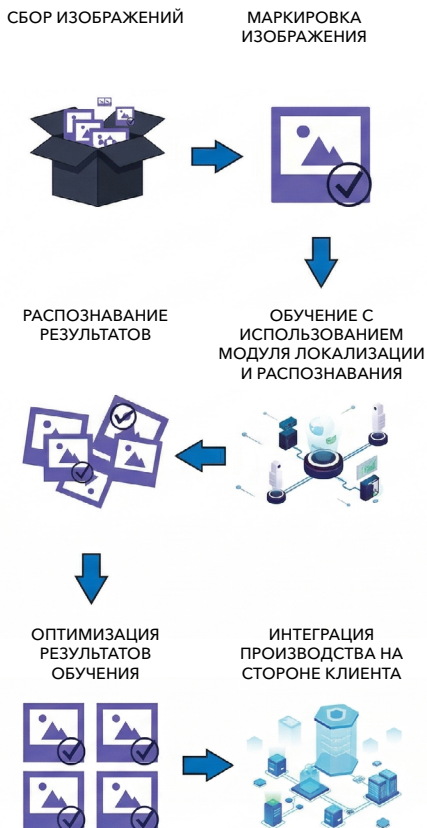 СБОР ИЗОБРАЖЕНИЙ
МАРКИРОВКА
ИЗОБРАЖЕНИЯ
РАСПОЗНАВАНИЕ
РЕЗУЛЬТАТОВ
ОБУЧЕНИЕ С
ИСПОЛЬЗОВАНИЕМ
МОДУЛЯ ЛОКАЛИЗАЦИИ
И РАСПОЗНАВАНИЯ
ОПТИМИЗАЦИЯ
РЕЗУЛЬТАТОВ
ОБУЧЕНИЯ
ИНТЕГРАЦИЯ
ПРОИЗВОДСТВА НА
СТОРОНЕ КЛИЕНТА